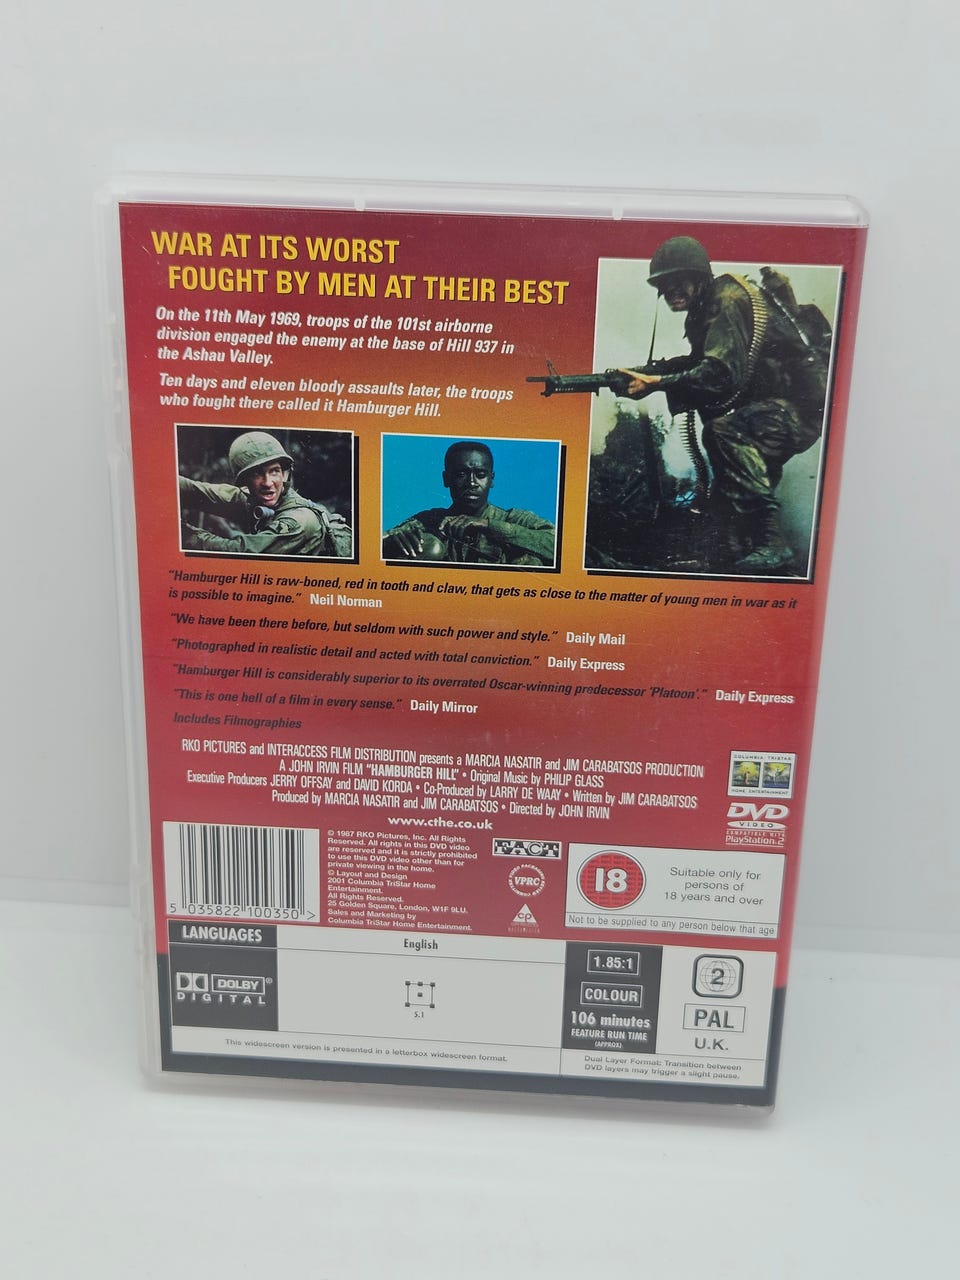 WAR AT ITS WORST
FOUGHT BY MEN AT THEIR BEST
On the 11th May 1969, troops of the 101st airborne
division engaged the enemy at the base of Hill 937 in
the Ashau Valley.
Ten days and eleven bloody assaults later, the troops
who fought there called it Hamburger Hill.
"Hamburger Hill is raw-boned, red in tooth and claw, that gets as close to the matter of young men in war as it
is possible to imagine." Neil Norman
"We have been there before, but seldom with such power and style." Daily Mail
"Photographed in realistic detail and acted with total conviction." Daily Express
"Hamburger Hill is considerably superior to its overrated Oscar-winning predecessor 'Platoon'." Daily Express
"This is one hell of a film in every sense." Daily Mirror
Includes Filmographies
RKO PICTURES and INTERACCESS FILM DISTRIBUTION presents a MARCIA NASATIR and JIM CARABATSOS PRODUCTION
A JOHN IRVIN FILM "HAMBURGER HILL" • Original Music by PHILIP GLASS
Executive Producers JERRY OFFSAY and DAVID KORDA • Co-Produced by LARRY DE WAAY • Written by JIM CARABATSOS
Produced by MARCIA NASATIR and JIM CARABATSOS • Directed by JOHN IRVIN
www.cthe.co.uk
COLUMBIA TRISTAR
HOME ENTERTAINMENT
DVD
VIDEO
COMPATIBLE WITH
PlayStation.2
5 035822 100350 >
© 1987 RKO Pictures, Inc. All Rights
Reserved. All rights in this DVD video
are reserved and it is strictly prohibited
to use this DVD video other than for
private viewing in the home.
© Layout and Design
2001 Columbia TriStar Home
Entertainment.
All Rights Reserved.
25 Golden Square, London, W1F 9LU.
Sales and Marketing by
Columbia TriStar Home Entertainment.
FACT
VPRC
CP
18
Suitable only for
persons of
18 years and over
Not to be supplied to any person below that age
LANGUAGES
English
DOLBY®
DIGITAL
5.1
1.85:1
COLOUR
106 minutes
FEATURE RUN TIME
(APPROX)
2
PAL
U.K.
This widescreen version is presented in a letterbox widescreen format.
Dual Layer Format: Transition between
DVD layers may trigger a slight pause.